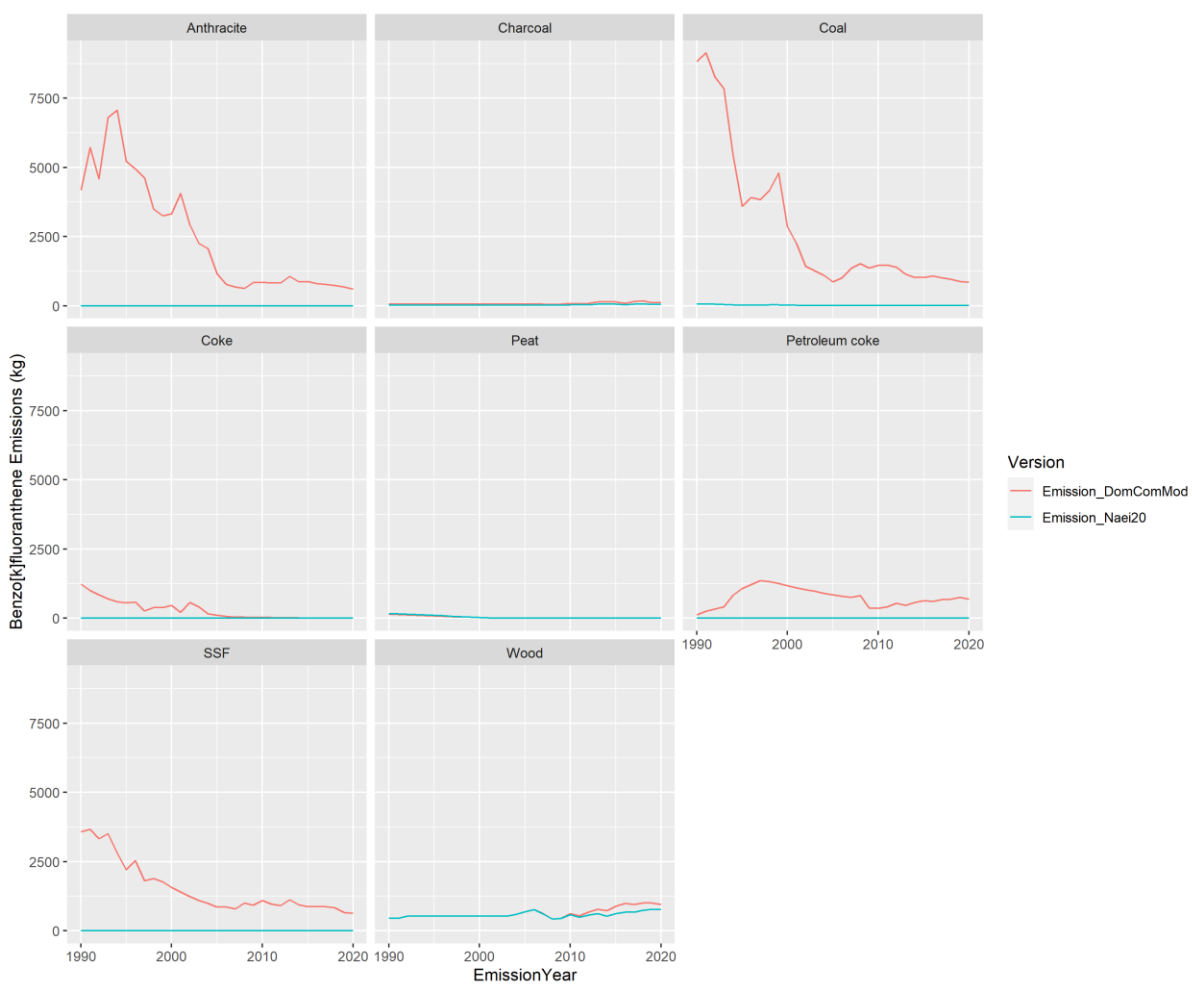 Anthracite
Charcoal
Coal
7500
5000
2500
0
Coke
Peat
Petroleum coke
7500
5000
2500
0
1990
2000
2010
2020
SSF
Wood
7500
5000
2500
0
1990
2000
2010
2020
1990
2000
2010
2020
EmissionYear
Benzo[k]fluoranthene Emissions (kg)
Version
Emission_DomComMod
Emission_Naei20